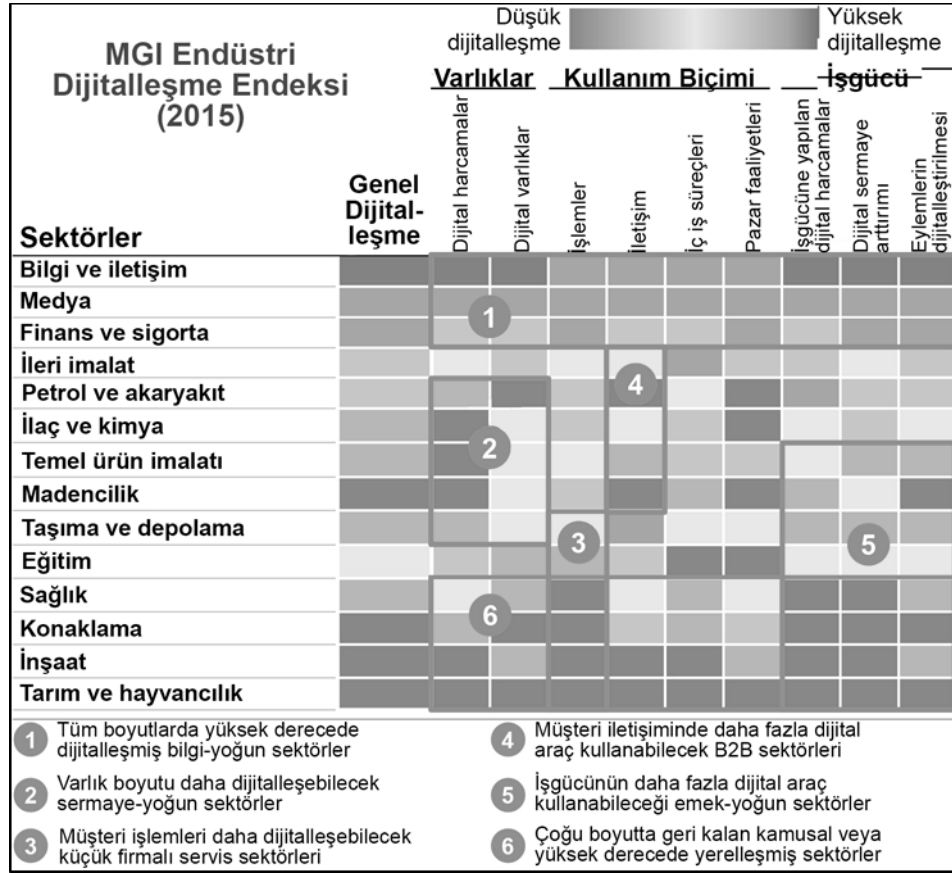 MGI Endüstri
Dijitalleşme Endeksi
(2015)
Düşük
dijitalleşme
Yüksek
dijitalleşme
Varlıklar
Kullanım Biçimi
İşgücü
Sektörler
Genel
Dijital-
leşme
Dijital harcamalar
Dijital varlıklar
İşlemler
İletişim
İç iş süreçleri
Pazar faaliyetleri
İşgücüne yapılan
dijital harcamalar
Dijital sermaye
arttırımı
Eylemlerin
dijitalleştirilmesi
Bilgi ve iletişim
Medya
Finans ve sigorta
İleri imalat
Petrol ve akaryakıt
İlaç ve kimya
Temel ürün imalatı
Madencilik
Taşıma ve depolama
Eğitim
Sağlık
Konaklama
İnşaat
Tarım ve hayvancılık
1
4
2
3
5
6
1 Tüm boyutlarda yüksek derecede
dijitalleşmiş bilgi-yoğun sektörler
2 Varlık boyutu daha dijitalleşebilecek
sermaye-yoğun sektörler
3 Müşteri işlemleri daha dijitalleşebilecek
küçük firmalı servis sektörleri
4 Müşteri iletişiminde daha fazla dijital
araç kullanabilecek B2B sektörleri
5 İşgücünün daha fazla dijital araç
kullanabileceği emek-yoğun sektörler
6 Çoğu boyutta geri kalan kamusal veya
yüksek derecede yerelleşmiş sektörler